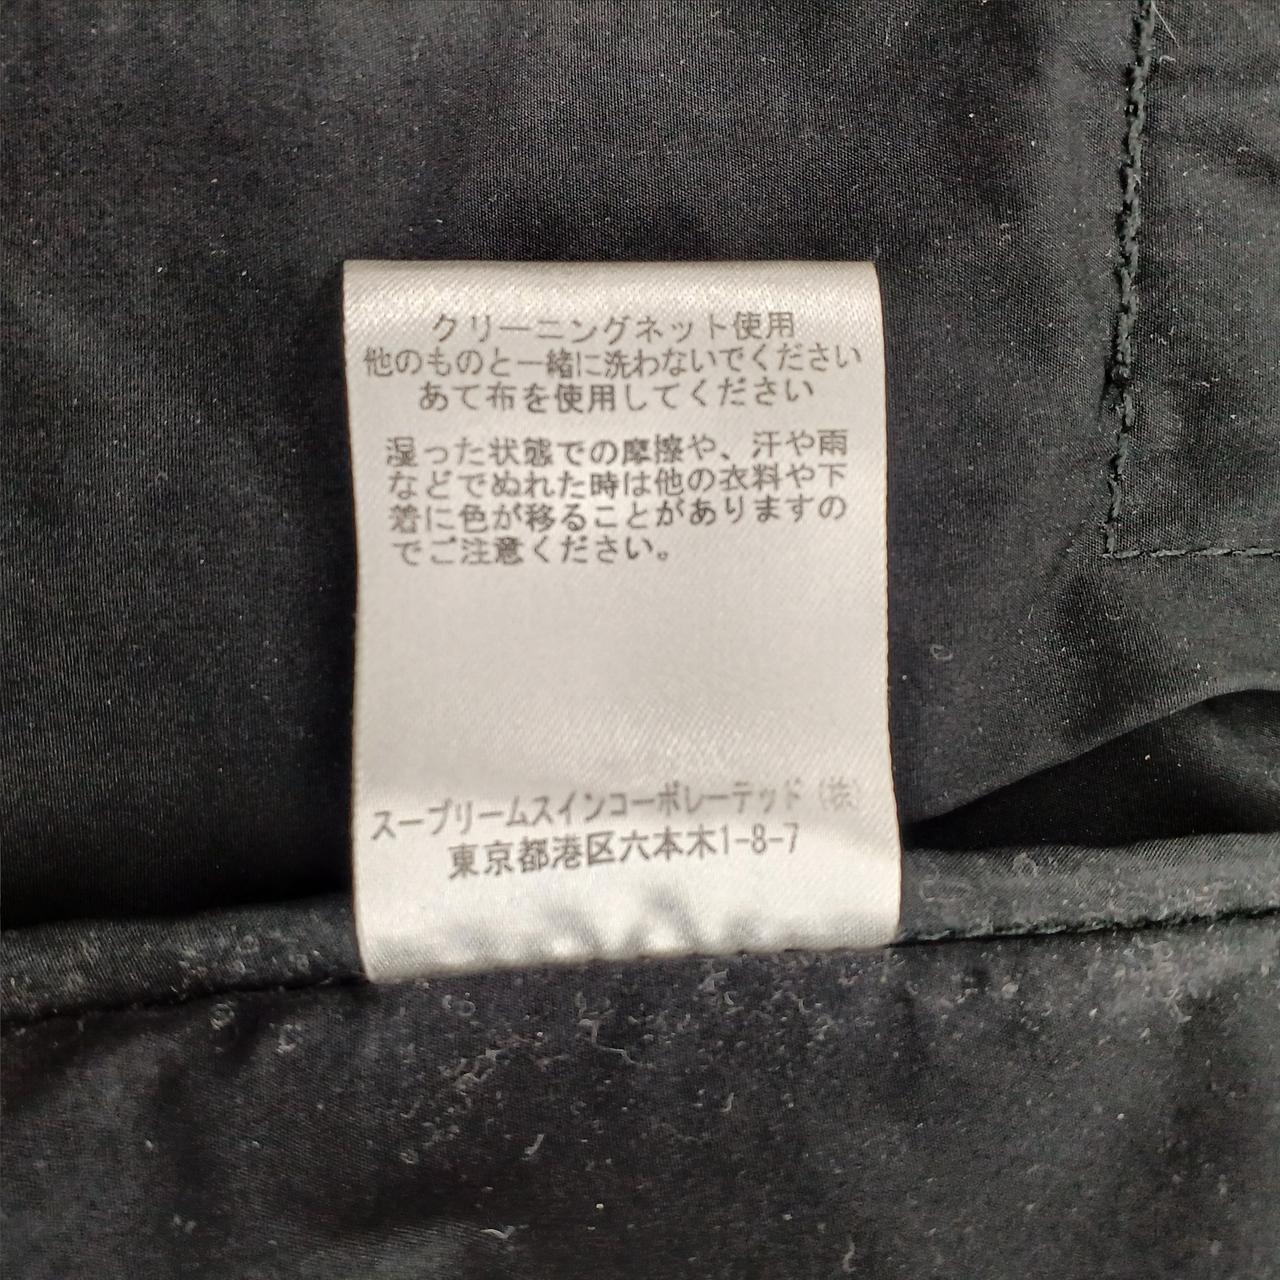 クリーニングネット使用
他のものと一緒に洗わないでください
あて布を使用してください
湿った状態での摩擦や、汗や雨
などでぬれた時は他の衣料や下
着に色が移ることがありますの
でご注意ください。
スープリームスインコーポレーテッド（株）
東京都港区六本木1-8-7